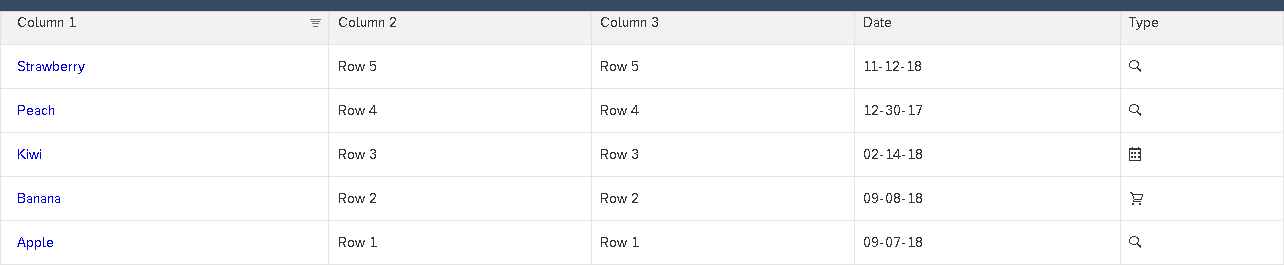 Column 1 Column 2 Column 3 Date Type
Strawberry Row 5 Row 5 11-12-18
Peach Row 4 Row 4 12-30-17
Kiwi Row 3 Row 3 02-14-18
Banana Row 2 Row 2 09-08-18
Apple Row 1 Row 1 09-07-18